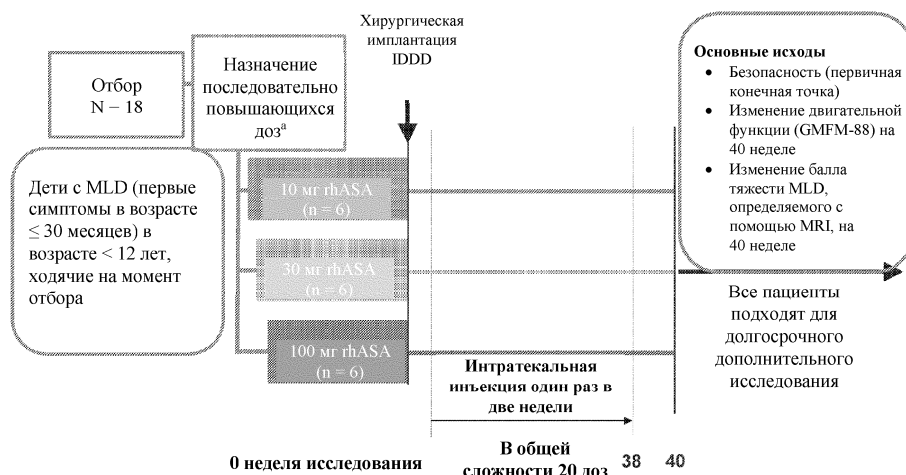 Хирургическая
имплантация
IDDD
Отбор
N – 18
Назначение
последовательно
повышающихся
доз^а
Дети с MLD (первые
симптомы в возрасте
≤ 30 месяцев) в
возрасте < 12 лет,
ходячие на момент
отбора
10 мг rhASA
(n = 6)
30 мг rhASA
(n = 6)
100 мг rhASA
(n = 6)
Основные исходы
• Безопасность (первичная
конечная точка)
• Изменение двигательной
функции (GMFM-88) на
40 неделе
• Изменение балла
тяжести MLD,
определяемого с
помощью MRI, на
40 неделе
Все пациенты
подходят для
долгосрочного
дополнительного
исследования
Интратекальная
инъекция один раз в
две недели
В общей
сложности 20 доз
0 неделя исследования
38 40